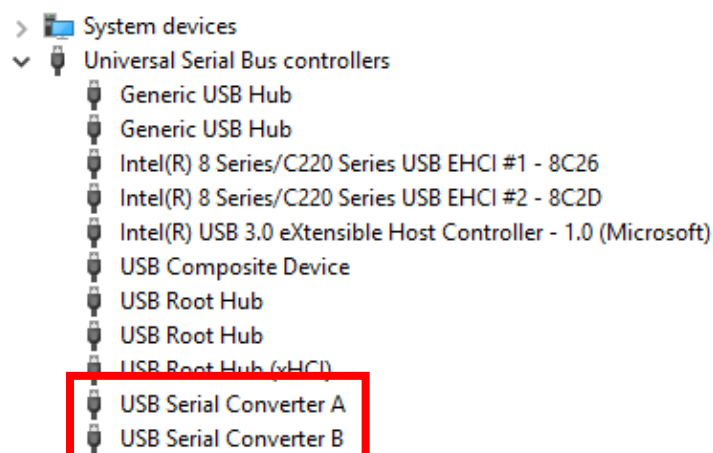 System devices
Universal Serial Bus controllers
Generic USB Hub
Generic USB Hub
Intel(R) 8 Series/C220 Series USB EHCI #1 - 8C26
Intel(R) 8 Series/C220 Series USB EHCI #2 - 8C2D
Intel(R) USB 3.0 eXtensible Host Controller - 1.0 (Microsoft)
USB Composite Device
USB Root Hub
USB Root Hub
USB Root Hub (xHCI)
USB Serial Converter A
USB Serial Converter B